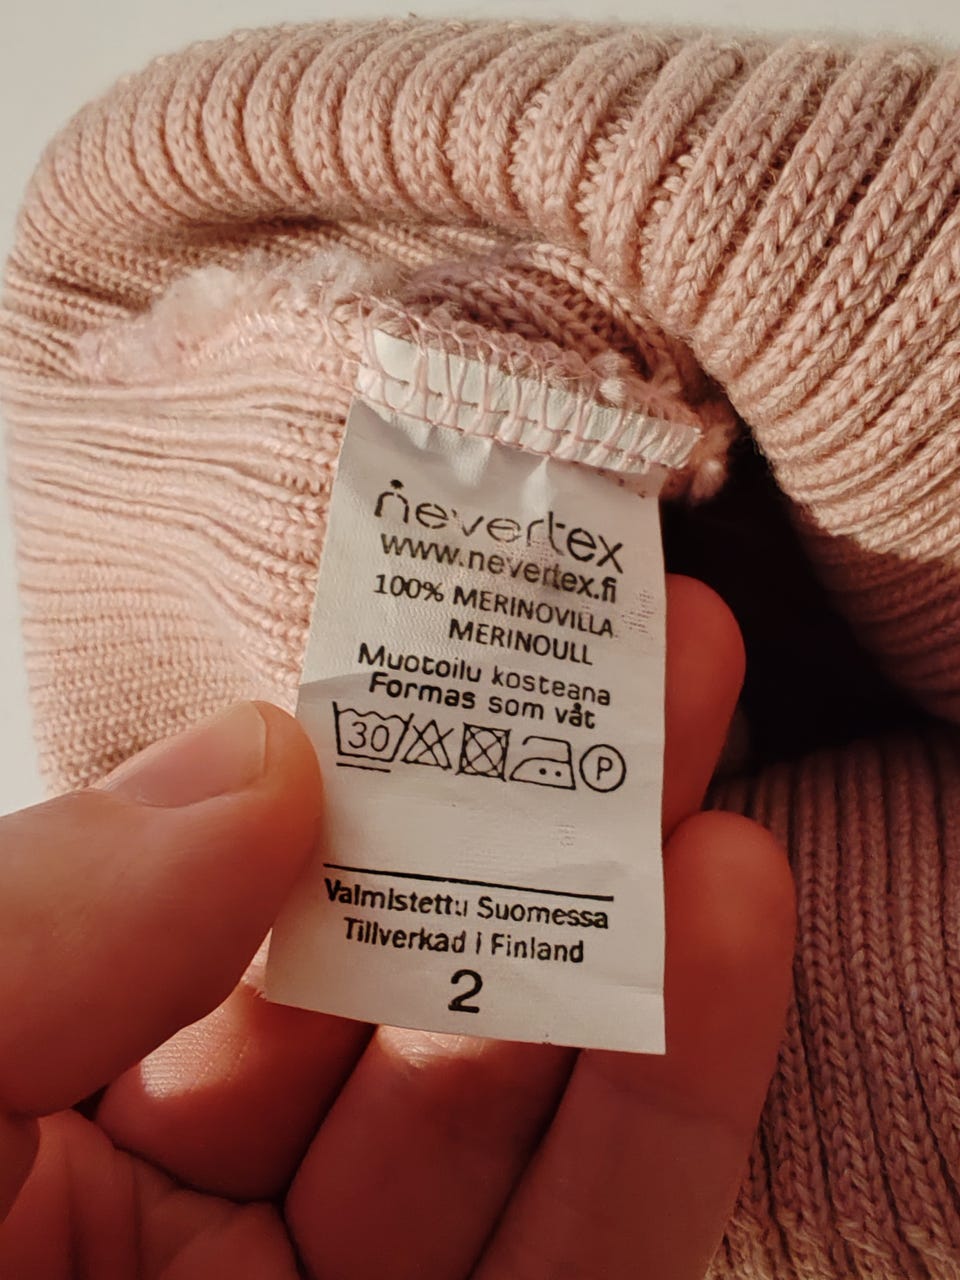 nevertex
www.nevertex.fi
100% MERINOVILLA
MERINOULL
Muotoilu kosteana
Formas som våt
30 P
Valmistettu Suomessa
Tillverkad i Finland
2